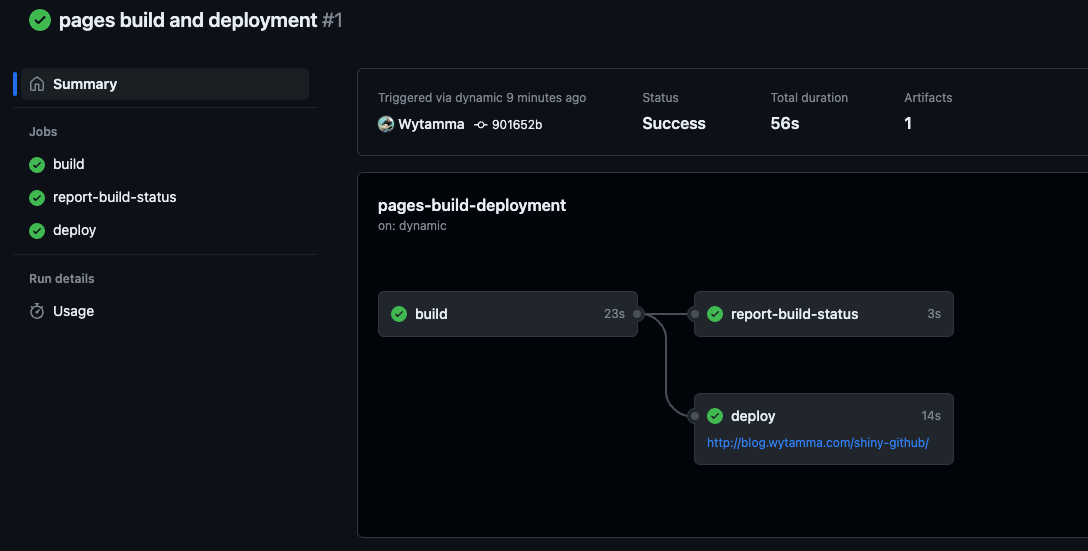 pages build and deployment #1
Summary
Jobs
build
report-build-status
deploy
Run details
Usage
Triggered via dynamic 9 minutes ago
Wytamma 901652b
Status
Success
Total duration
56s
Artifacts
1
pages-build-deployment
on: dynamic
build 23s
report-build-status 3s
deploy 14s
http://blog.wytamma.com/shiny-github/